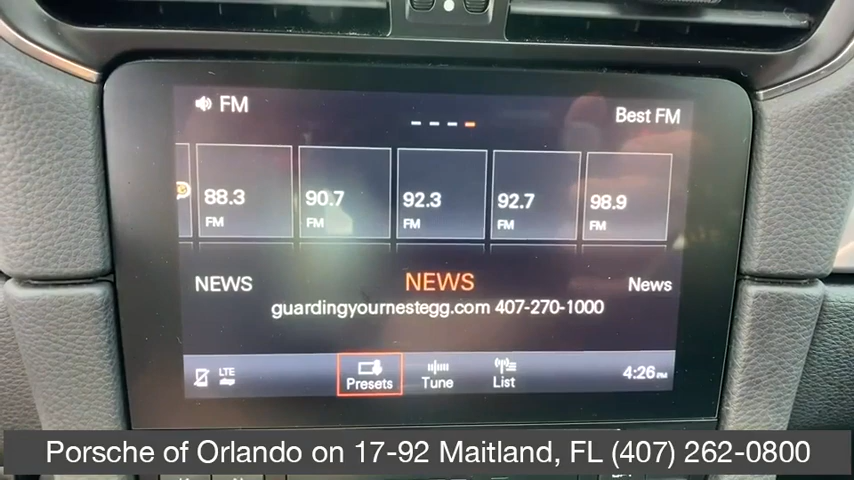 FM
Best FM
88.3 90.7 92.3 92.7 98.9
FM FM FM FM FM
NEWS NEWS News
guardingyournestegg.com 407-270-1000
LTE
Presets Tune List
4:26 PM
Porsche of Orlando on 17-92 Maitland, FL (407) 262-0800